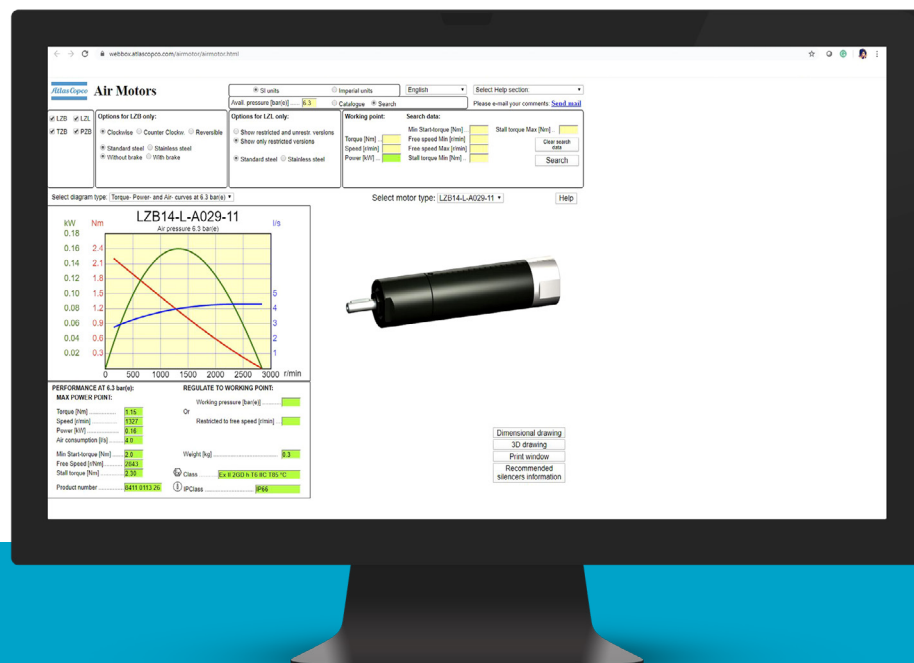 webbox.atlascopco.com/airmotor/airmotor.html
Atlas Copco Air Motors
SI units Imperial units English Select Help section:
Avail. pressure [bar(e)] ..... 6.3 Catalogue Search Please e-mail your comments: Send mail
LZB LZL
TZB PZB
Options for LZB only:
Clockwise Counter Clockw. Reversible
Standard steel Stainless steel
Without brake With brake
Options for LZL only:
Show restricted and unrestr. versions
Show only restricted versions
Standard steel Stainless steel
Working point:
Torque [Nm] ...
Speed [r/min]
Power [kW] ...
Search data:
Min Start-torque [Nm] ..
Free speed Min [r/min]
Free speed Max [r/min]
Stall torque Min [Nm] ..
Stall torque Max [Nm] ..
Clear search
data
Search
Select diagram type: Torque- Power- and Air- curves at 6.3 bar(e)
Select motor type: LZB14-L-A029-11 Help
LZB14-L-A029-11
Air pressure 6.3 bar(e)
kW Nm l/s
0.18
0.16 2.4
0.14 2.1
0.12 1.8
0.10 1.5 5
0.08 1.2 4
0.06 0.9 3
0.04 0.6 2
0.02 0.3 1
0 500 1000 1500 2000 2500 3000 r/min
PERFORMANCE AT 6.3 bar(e):
MAX POWER POINT:
Torque [Nm] ............... 1.15
Speed [r/min] ............... 1327
Power [kW] ............... 0.16
Air consumption [l/s] ..... 4.0
Min Start-torque [Nm] ... 2.0
Free Speed [r/Nm] ........ 2843
Stall torque [Nm] ........... 2.30
Product number ........... 8411 0113 26
REGULATE TO WORKING POINT:
Working pressure [bar(e)] ...........
Or
Restricted to free speed [r/min] ..
Weight [kg] ............................ 0.3
Class ........ Ex II 2GD h T6 IIC T85 °C
IPClass ............................ IP66
Dimensional drawing
3D drawing
Print window
Recommended
silencers information